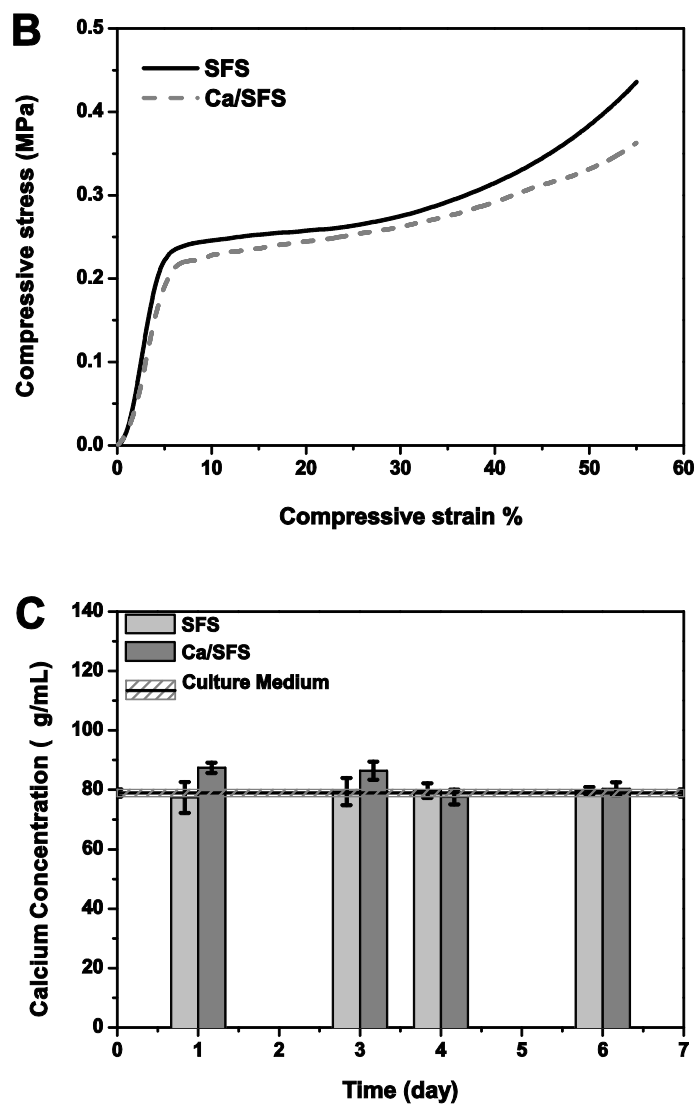 B
0.5
0.4
0.3
0.2
0.1
0.0
SFS
Ca/SFS
Compressive stress (MPa)
0 10 20 30 40 50 60
Compressive strain %
C
140
120
100
80
60
40
20
0
SFS
Ca/SFS
Culture Medium
Calcium Concentration ( g/mL)
0 1 2 3 4 5 6 7
Time (day)